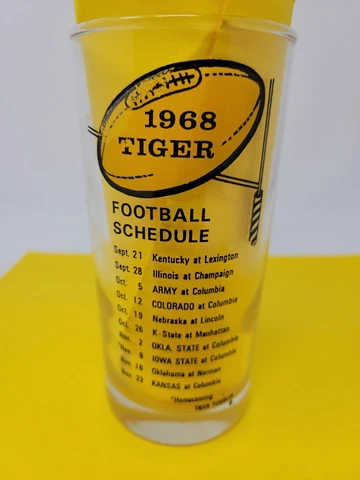 1968
TIGER
FOOTBALL
SCHEDULE
Sept. 21 Kentucky at Lexington
Sept. 28 Illinois at Champaign
Oct. 5 ARMY at Columbia
Oct. 12 COLORADO at Columbia
Oct. 19 Nebraska at Lincoln
Oct. 26 K-State at Manhattan
Nov. 2 OKLA. STATE at Columbia
*Nov. 9 IOWA STATE at Columbia
Nov. 16 Oklahoma at Norman
Nov. 23 KANSAS at Columbia
*Homecoming